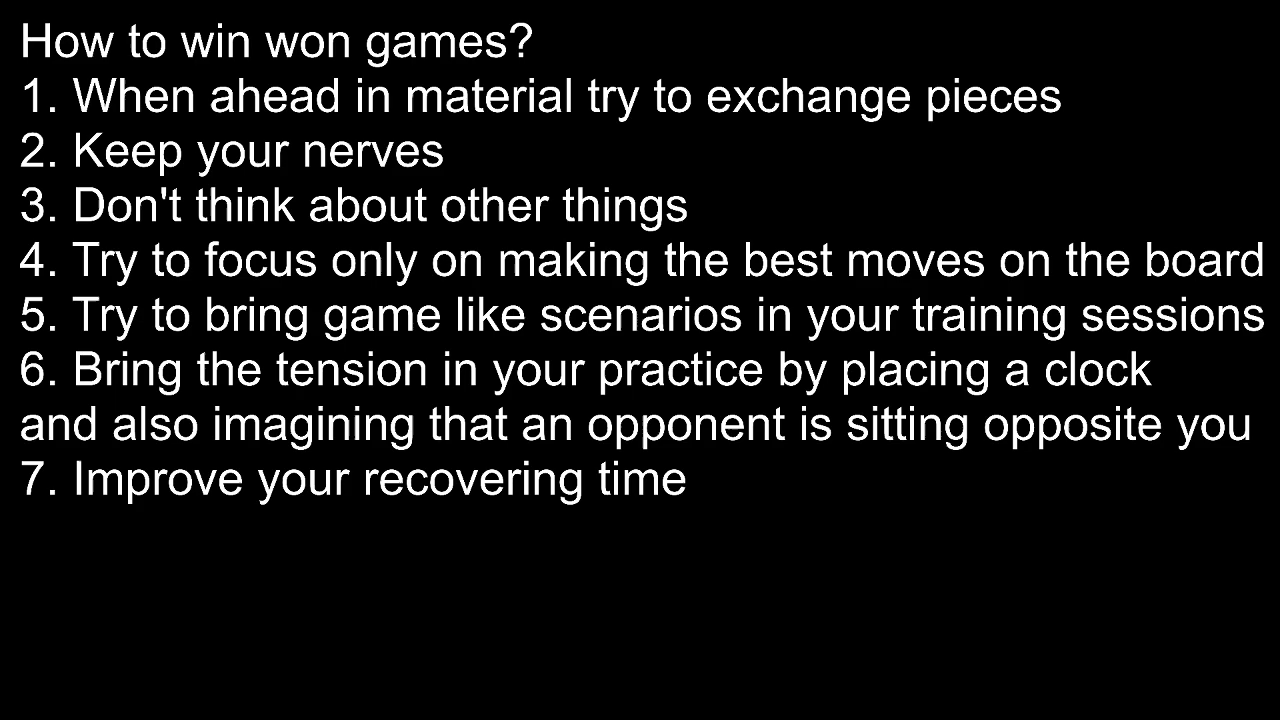 How to win won games?
1. When ahead in material try to exchange pieces
2. Keep your nerves
3. Don't think about other things
4. Try to focus only on making the best moves on the board
5. Try to bring game like scenarios in your training sessions
6. Bring the tension in your practice by placing a clock
and also imagining that an opponent is sitting opposite you
7. Improve your recovering time